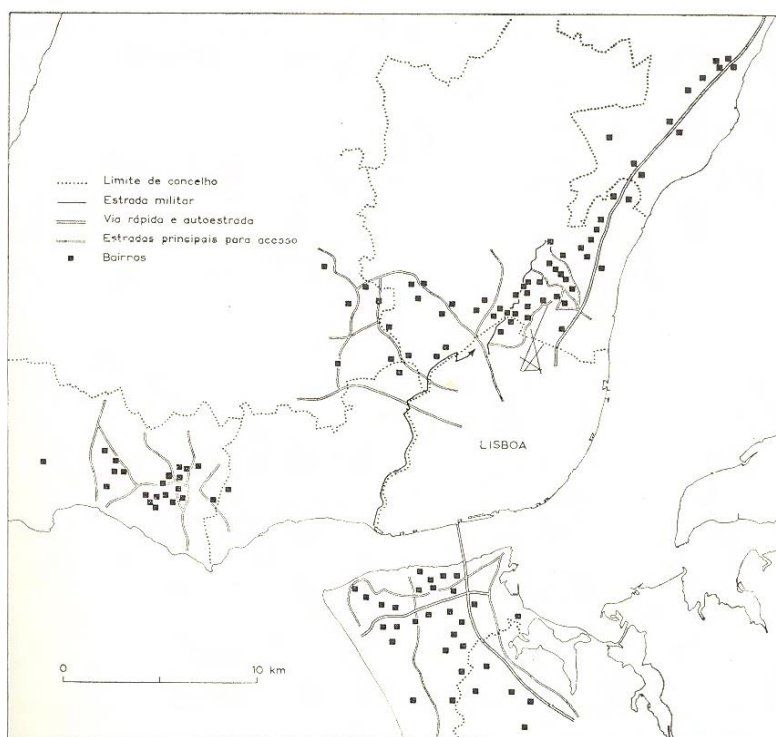 Limite de concelho
Estrada militar
Via rápida e autoestrada
Estradas principais para acesso
Bairros
LISBOA
0 10 km